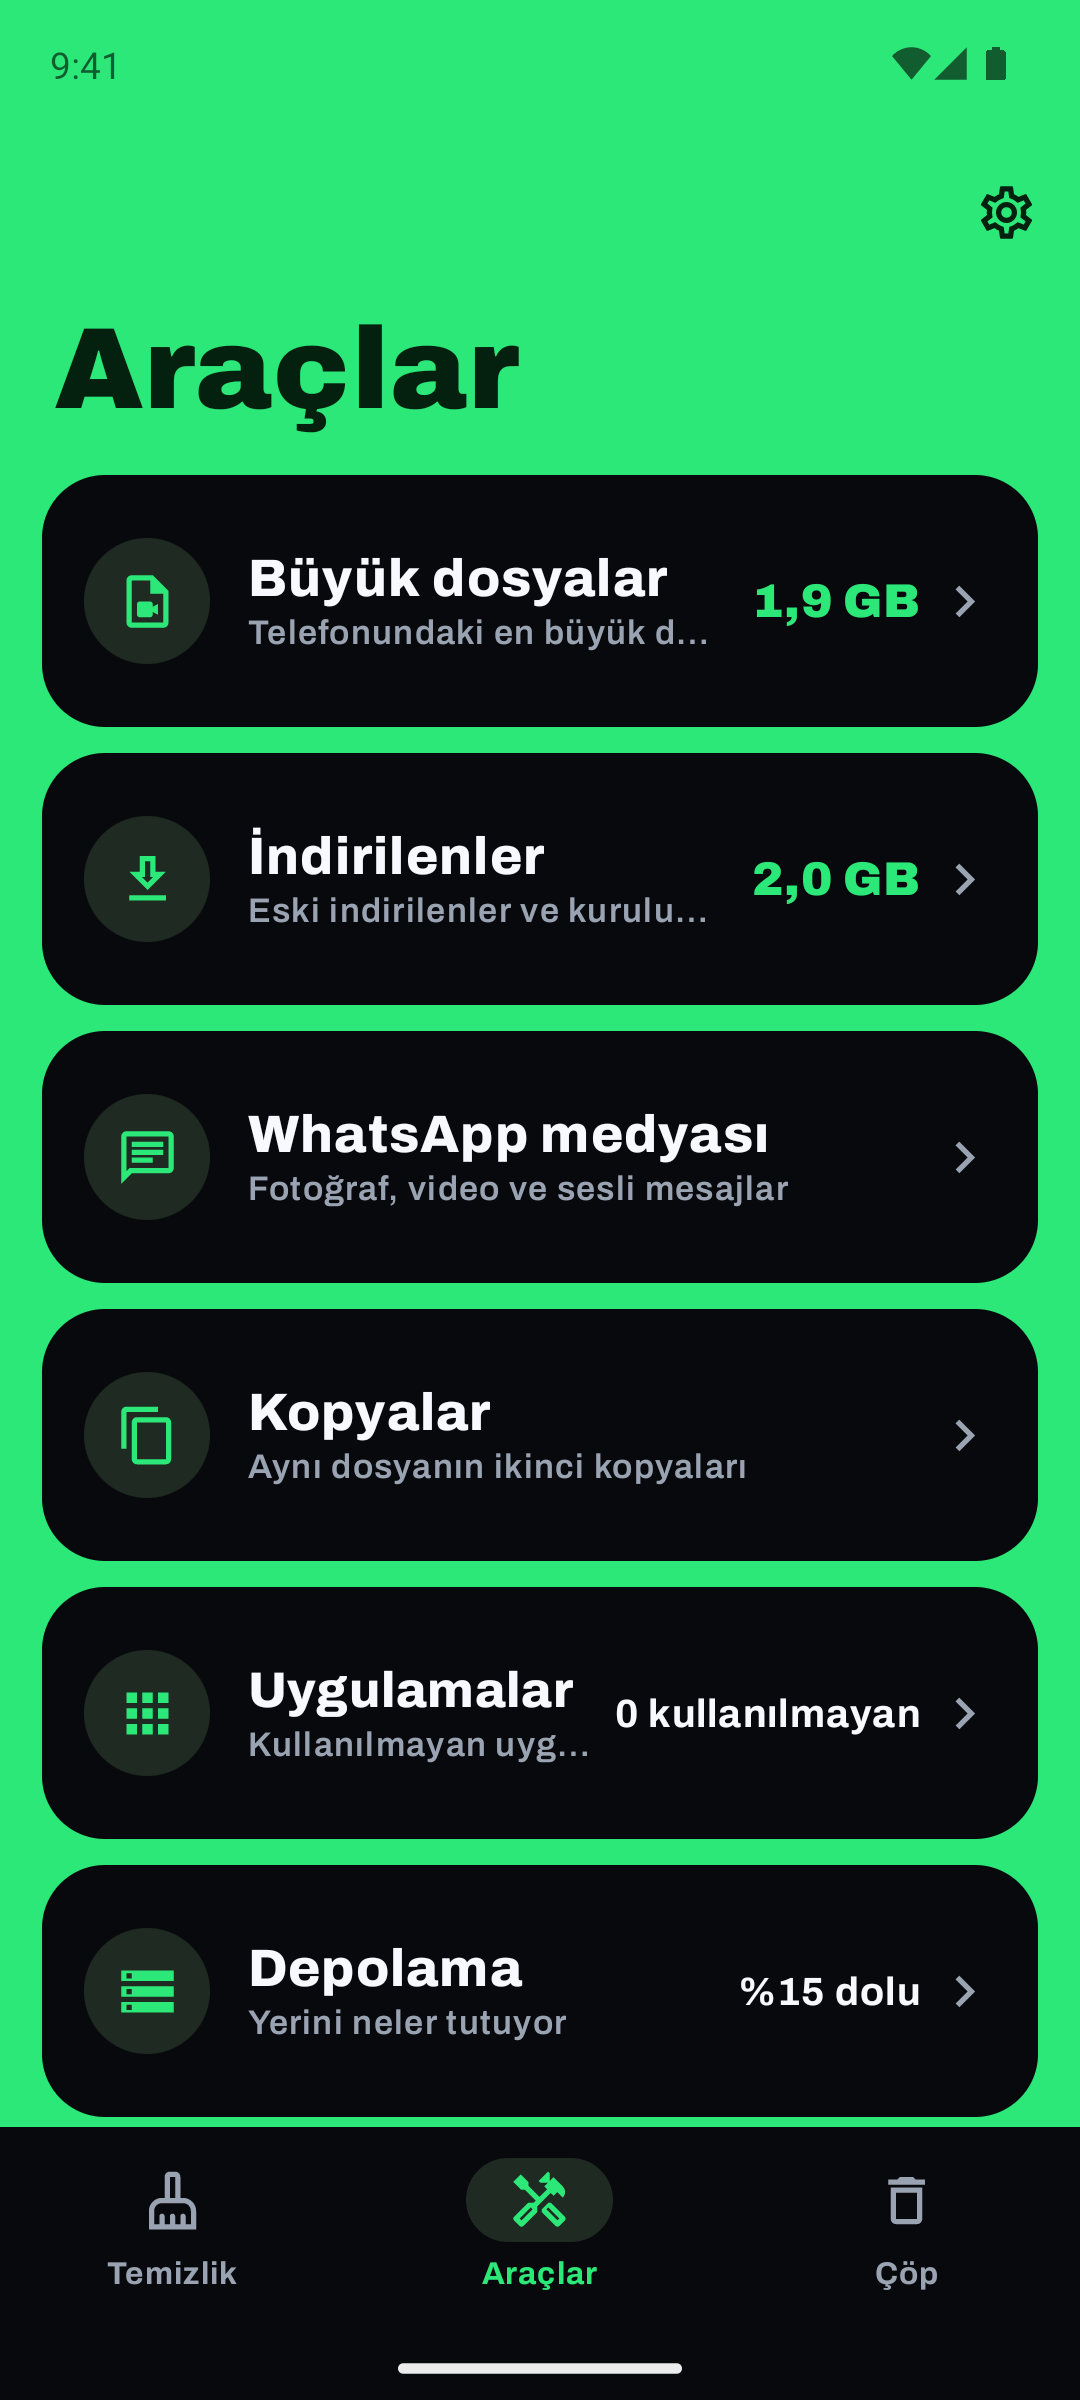 9:41
Araçlar
Büyük dosyalar
Telefonundaki en büyük d...
1,9 GB
İndirilenler
Eski indirilenler ve kurulu...
2,0 GB
WhatsApp medyası
Fotoğraf, video ve sesli mesajlar
Kopyalar
Aynı dosyanın ikinci kopyaları
Uygulamalar
Kullanılmayan uyg...
0 kullanılmayan
Depolama
Yerini neler tutuyor
%15 dolu
Temizlik
Araçlar
Çöp